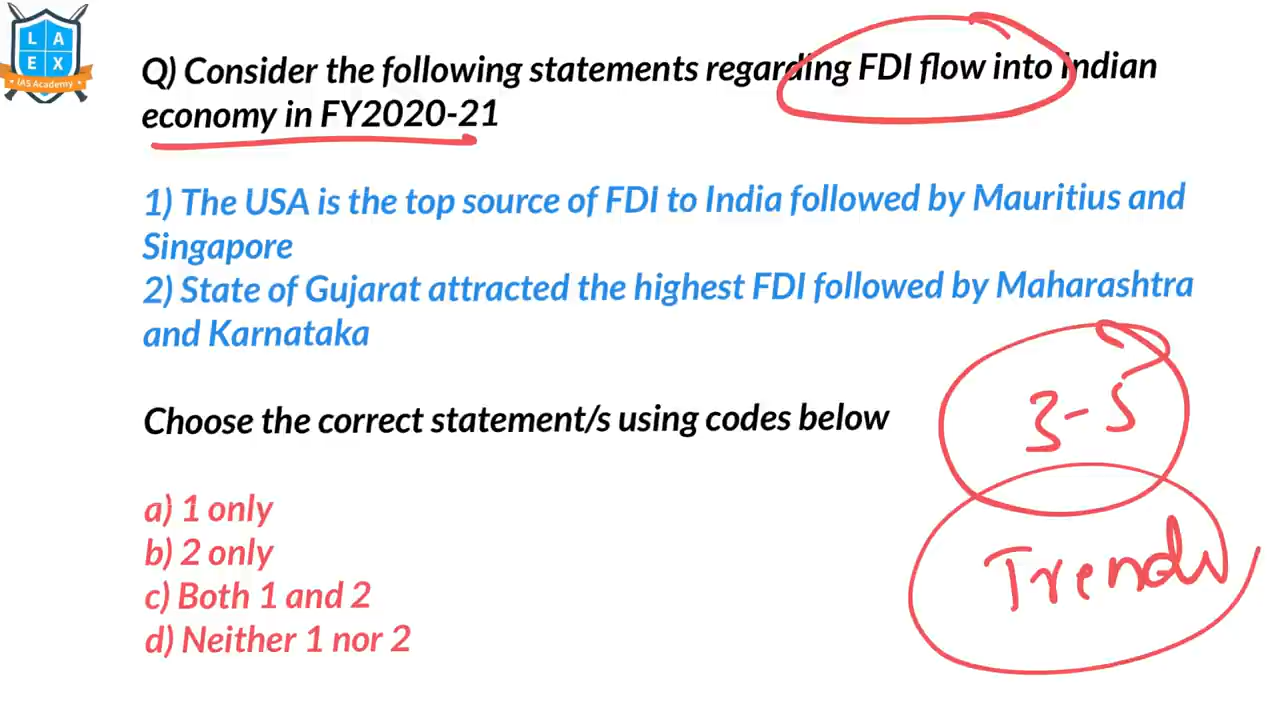 L A
E X
IAS Academy
Q) Consider the following statements regarding FDI flow into Indian
economy in FY2020-21
1) The USA is the top source of FDI to India followed by Mauritius and
Singapore
2) State of Gujarat attracted the highest FDI followed by Maharashtra
and Karnataka
Choose the correct statement/s using codes below
3-5
a) 1 only
b) 2 only
Trends
c) Both 1 and 2
d) Neither 1 nor 2